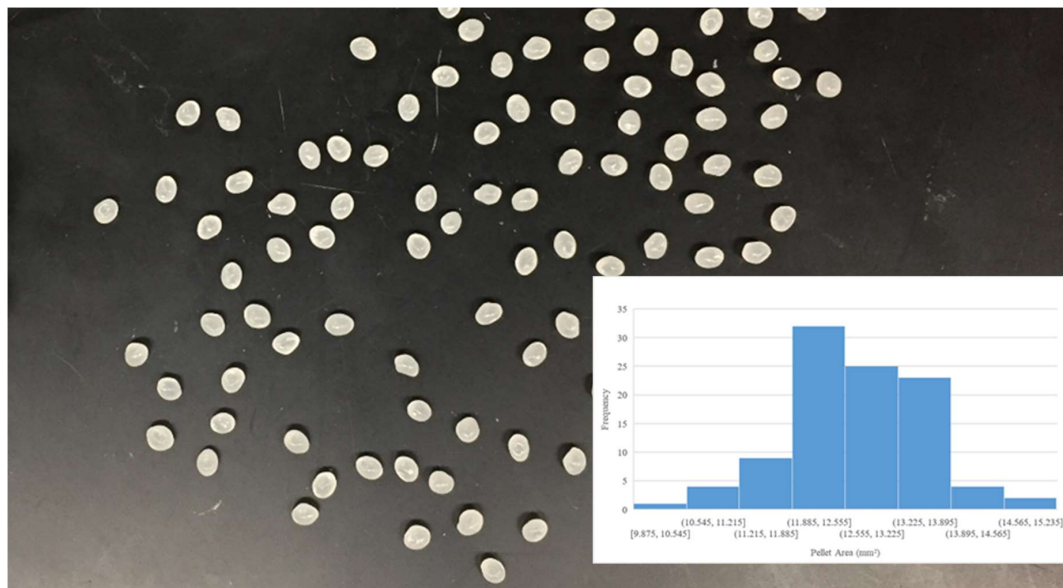 35
30
25
20
15
10
5
0
Frequency
(10.545, 11.215] (11.885, 12.555] (13.225, 13.895] (14.565, 15.235]
[9.875, 10.545] (11.215, 11.885] (12.555, 13.225] (13.895, 14.565]
Pellet Area (mm²)